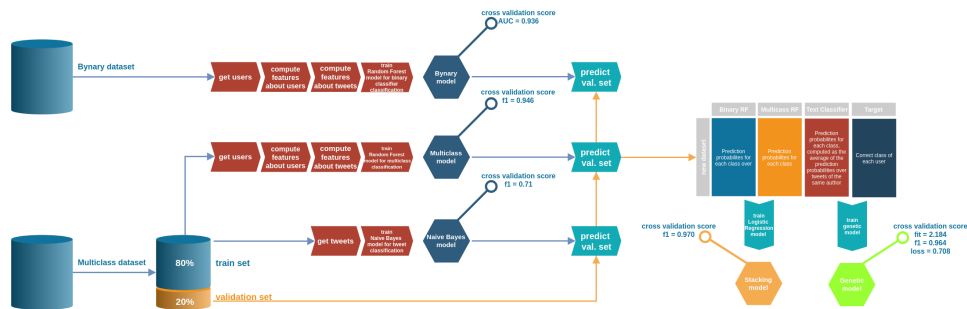 cross validation score
AUC = 0.936
Bynary dataset
get users
compute
features
about users
compute
features
about tweets
train
Random Forest
model for binary
classifier
classification
Bynary
model
predict
val. set
cross validation score
f1 = 0.946
get users
compute
features
about users
compute
features
about tweets
train
Random Forest
model for multiclass
classification
Multiclass
model
predict
val. set
cross validation score
f1 = 0.71
get tweets
train
Naive Bayes
model for tweet
classification
Naive Bayes
model
predict
val. set
Multiclass dataset
80%
train set
20%
validation set
new dataset
Binary RF
Multicass RF
Text Classifier
Target
Prediction
probabilites for
each class over
Prediction
probabilites for
each class
Prediction
probabilites for
each class,
computed as the
average of the
prediction
probabilities over
tweets of the
same author
Correct class of
each user
train
Logistic
Regression
model
train
genetic
model
cross validation score
f1 = 0.970
Stacking
model
cross validation score
fit = 2.184
f1 = 0.964
loss = 0.708
Genetic
model